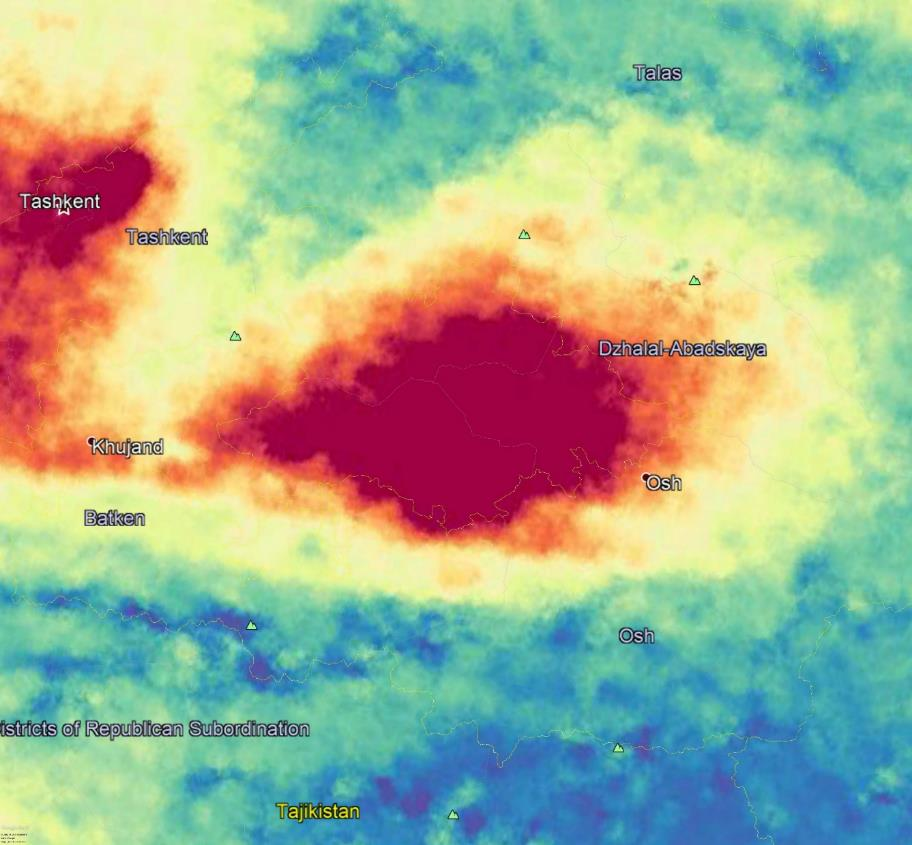 Talas
Tashkent
Tashkent
Dzhalal-Abadskaya
Khujand
Osh
Batken
Osh
istricts of Republican Subordination
Tajikistan